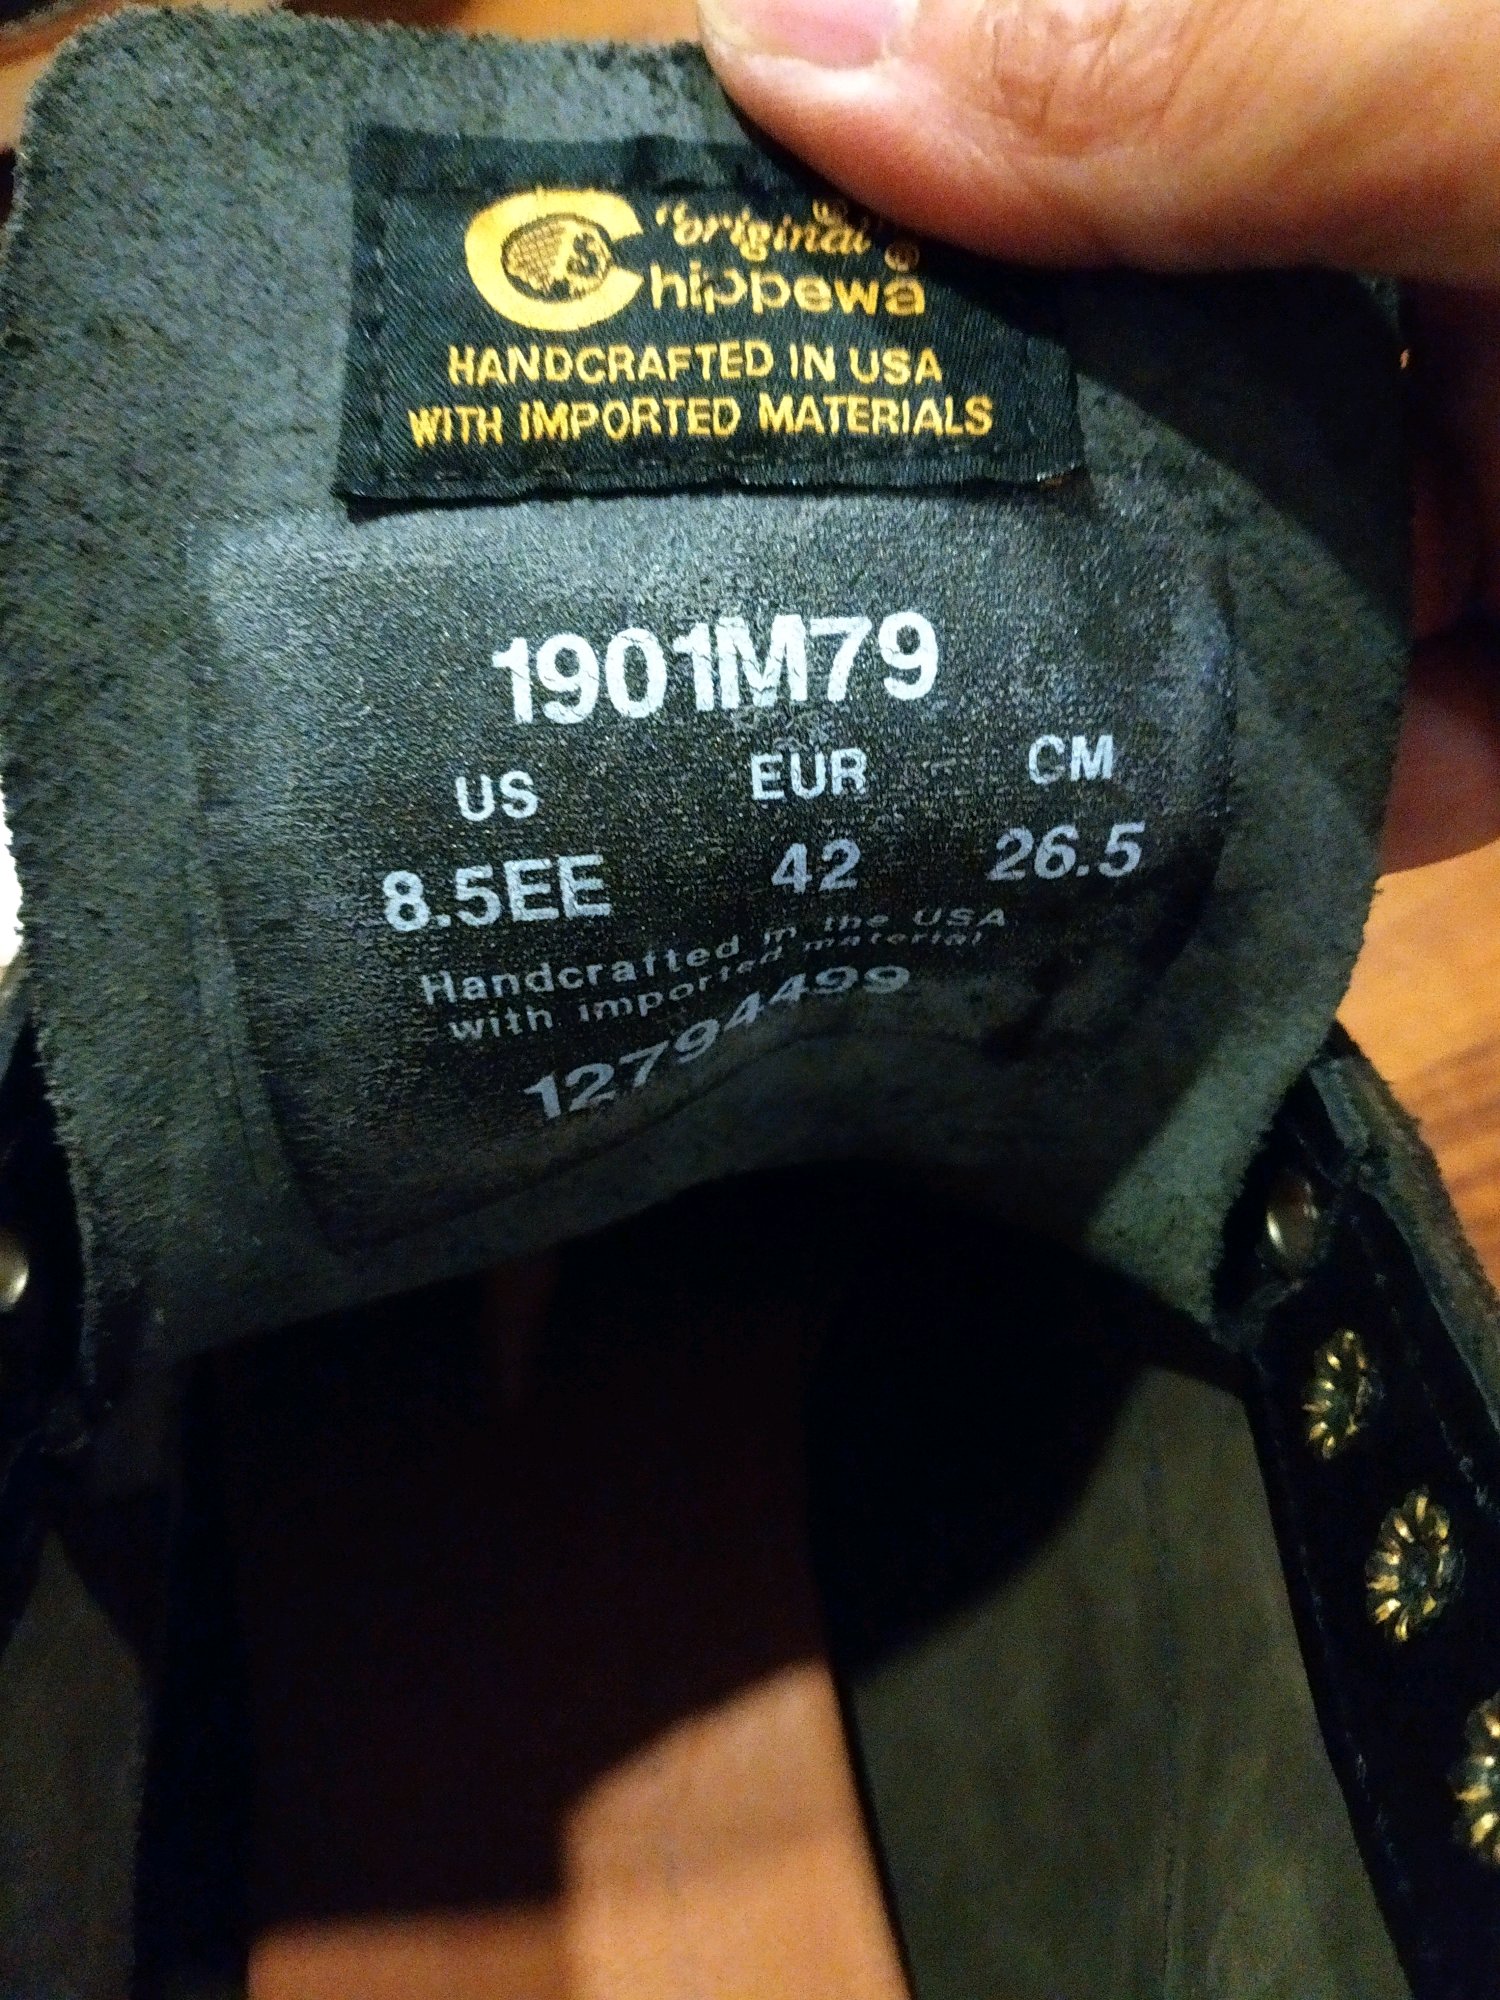 "original"®
Chippewa®
HANDCRAFTED IN USA
WITH IMPORTED MATERIALS
1901M79
US EUR CM
8.5EE 42 26.5
Handcrafted in the USA
with imported material
12794499